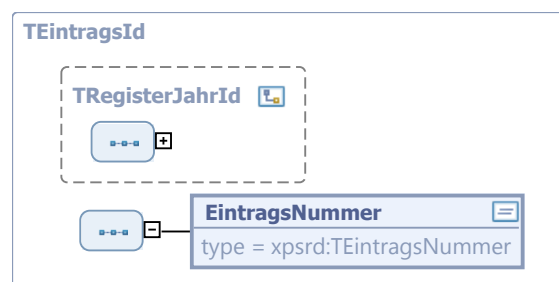 TEintragsId
TRegisterJahrId
EintragsNummer
type = xpsrd:TEintragsNummer